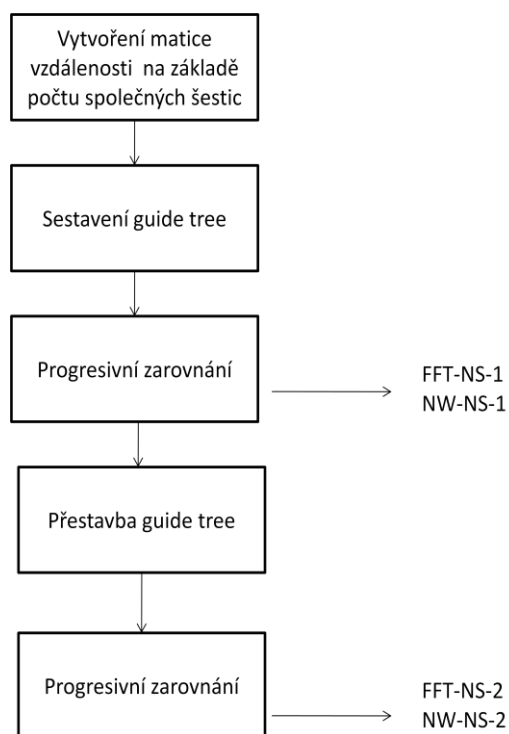 Vytvoření matice
vzdálenosti na základě
počtu společných šestic
Sestavení guide tree
Progresivní zarovnání
FFT-NS-1
NW-NS-1
Přestavba guide tree
Progresivní zarovnání
FFT-NS-2
NW-NS-2